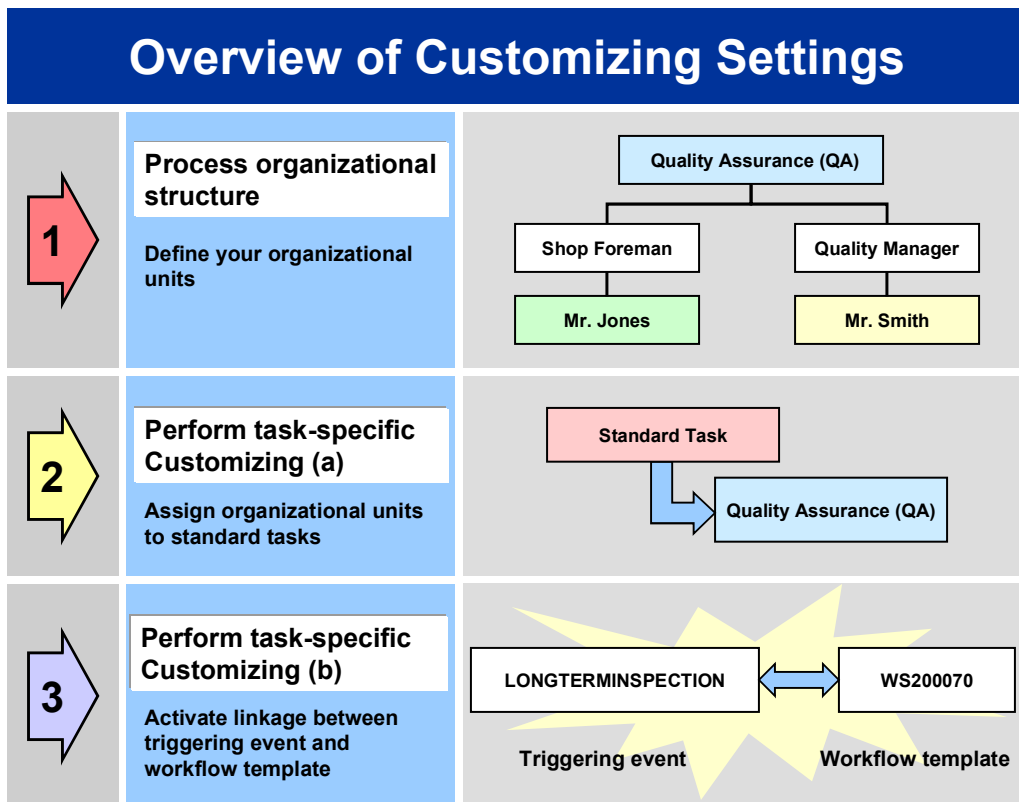 Overview of Customizing Settings
1
Process organizational
structure
Define your organizational
units
Quality Assurance (QA)
Shop Foreman
Quality Manager
Mr. Jones
Mr. Smith
2
Perform task-specific
Customizing (a)
Assign organizational units
to standard tasks
Standard Task
Quality Assurance (QA)
3
Perform task-specific
Customizing (b)
Activate linkage between
triggering event and
workflow template
LONGTERMINSPECTION
WS200070
Triggering event
Workflow template